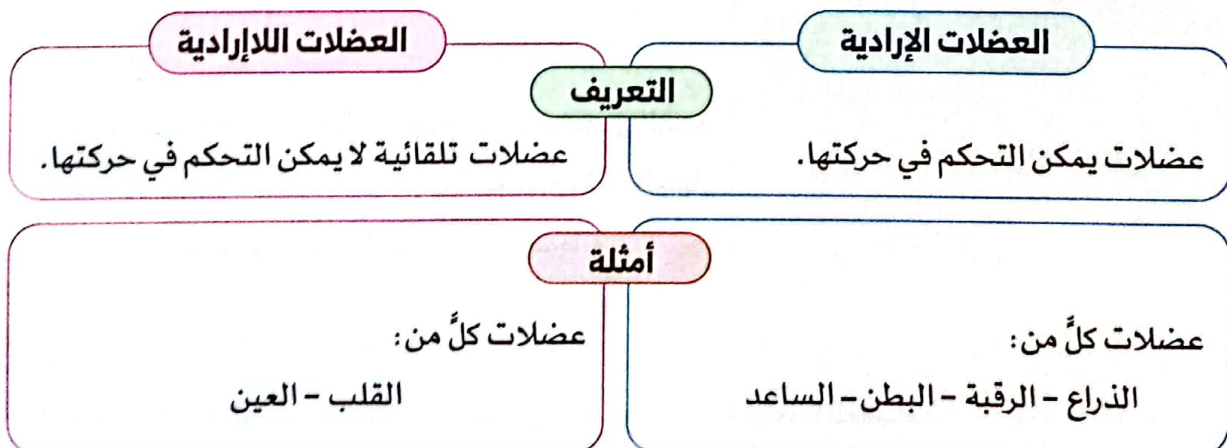 العضلات الإرادية
العضلات اللاإرادية
التعريف
عضلات يمكن التحكم في حركتها.
عضلات تلقائية لا يمكن التحكم في حركتها.
أمثلة
عضلات كلًّ من:
الذراع – الرقبة – البطن – الساعد
عضلات كلًّ من:
القلب – العين